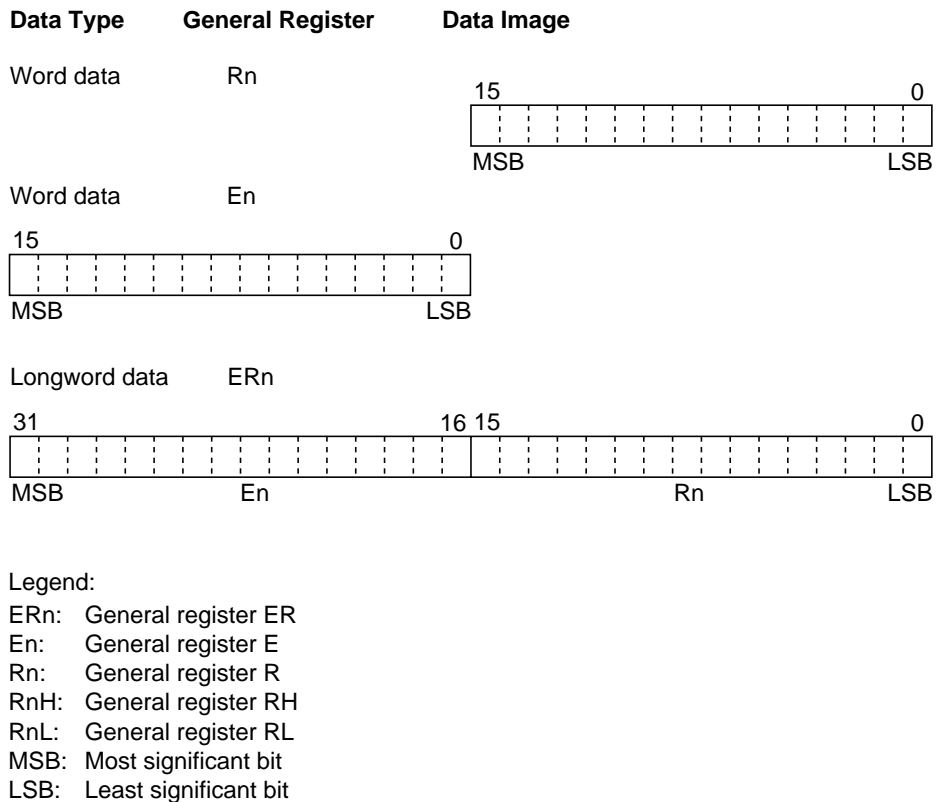 Data Type General Register Data Image
Word data Rn
15 0
MSB LSB
Word data En
15 0
MSB LSB
Longword data ERn
31 16 15 0
MSB En Rn LSB
Legend:
ERn: General register ER
En: General register E
Rn: General register R
RnH: General register RH
RnL: General register RL
MSB: Most significant bit
LSB: Least significant bit